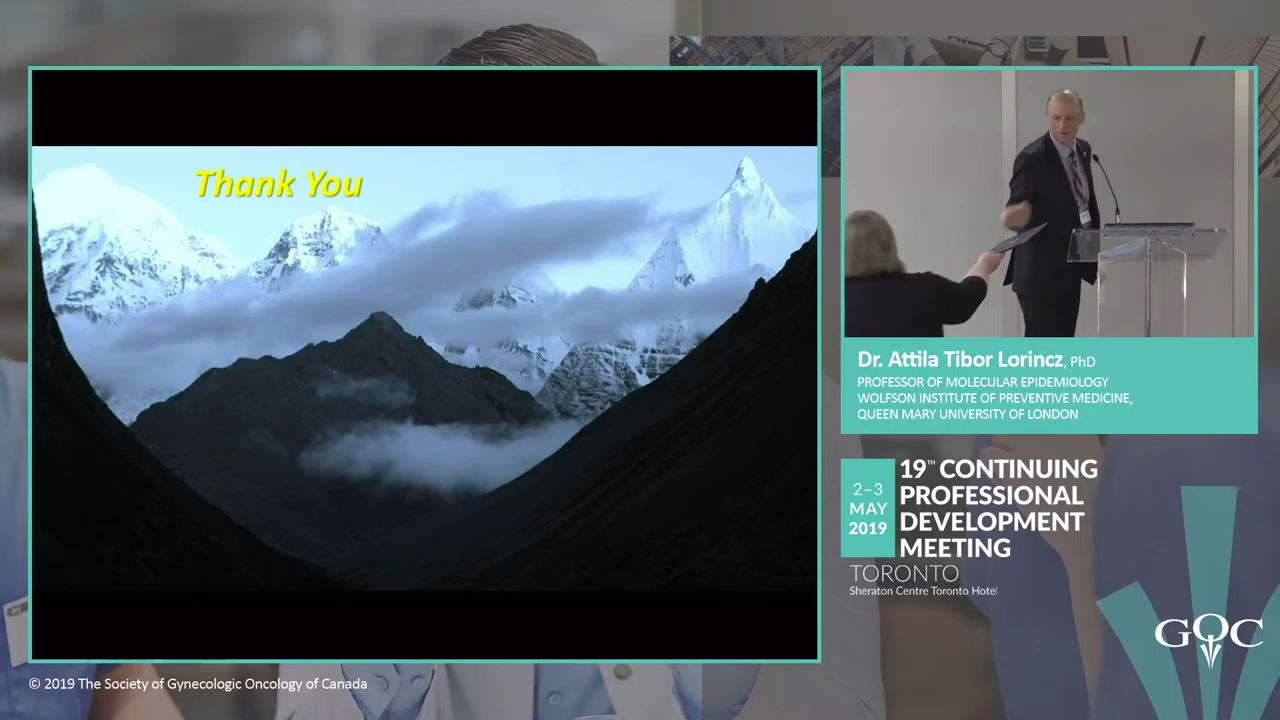 Thank You
Dr. Attila Tibor Lorincz, PhD
PROFESSOR OF MOLECULAR EPIDEMIOLOGY
WOLFSON INSTITUTE OF PREVENTIVE MEDICINE,
QUEEN MARY UNIVERSITY OF LONDON
2–3
MAY
2019
19TH CONTINUING
PROFESSIONAL
DEVELOPMENT
MEETING
TORONTO
Sheraton Centre Toronto Hotel
GOC
© 2019 The Society of Gynecologic Oncology of Canada